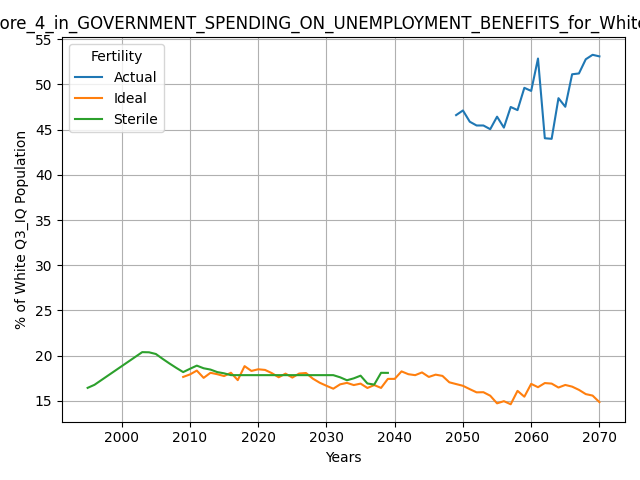 ore_4_in_GOVERNMENT_SPENDING_ON_UNEMPLOYMENT_BENEFITS_for_White
Fertility
Actual
Ideal
Sterile
% of White Q3_IQ Population
55
50
45
40
35
30
25
20
15
2000
2010
2020
2030
2040
2050
2060
2070
Years